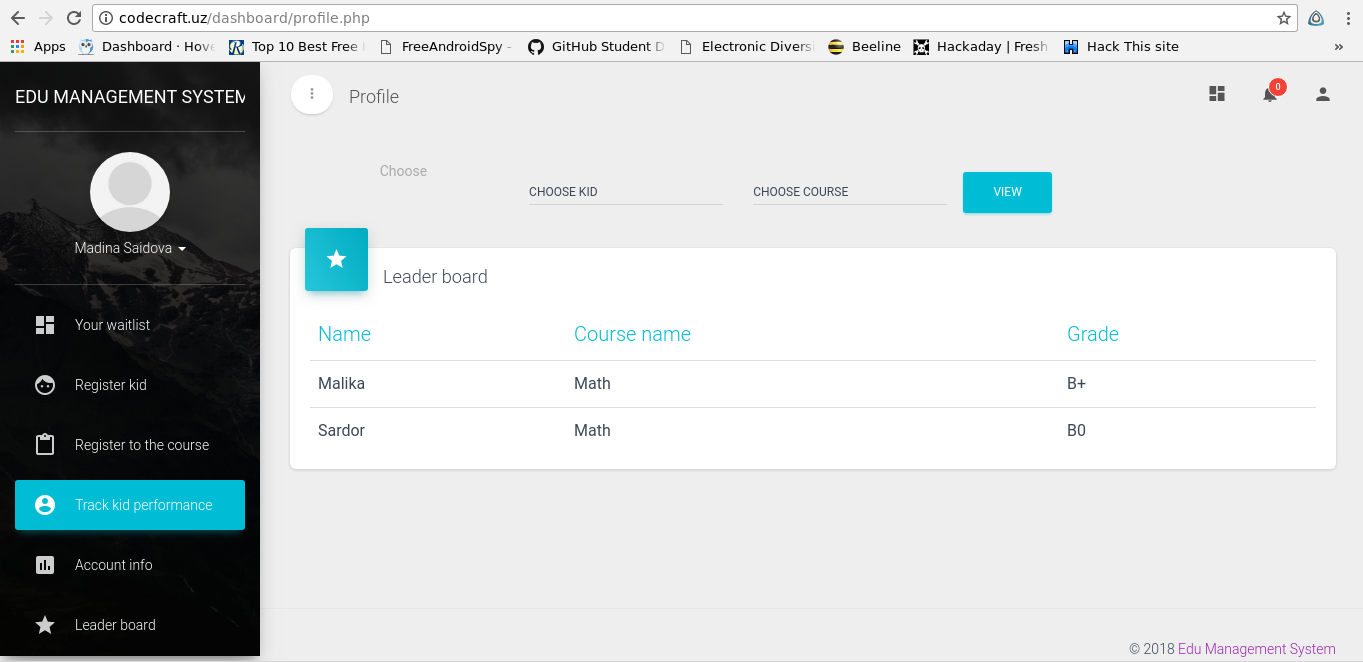 codecraft.uz/dashboard/profile.php
Apps Dashboard · Hove Top 10 Best Free FreeAndroidSpy - GitHub Student D Electronic Diversi Beeline Hackaday | Fresh Hack This site »
EDU MANAGEMENT SYSTEM
Madina Saidova
Your waitlist
Register kid
Register to the course
Track kid performance
Account info
Leader board
Profile
0
Choose
CHOOSE KID CHOOSE COURSE VIEW
Leader board
Name Course name Grade
Malika Math B+
Sardor Math B0
© 2018 Edu Management System